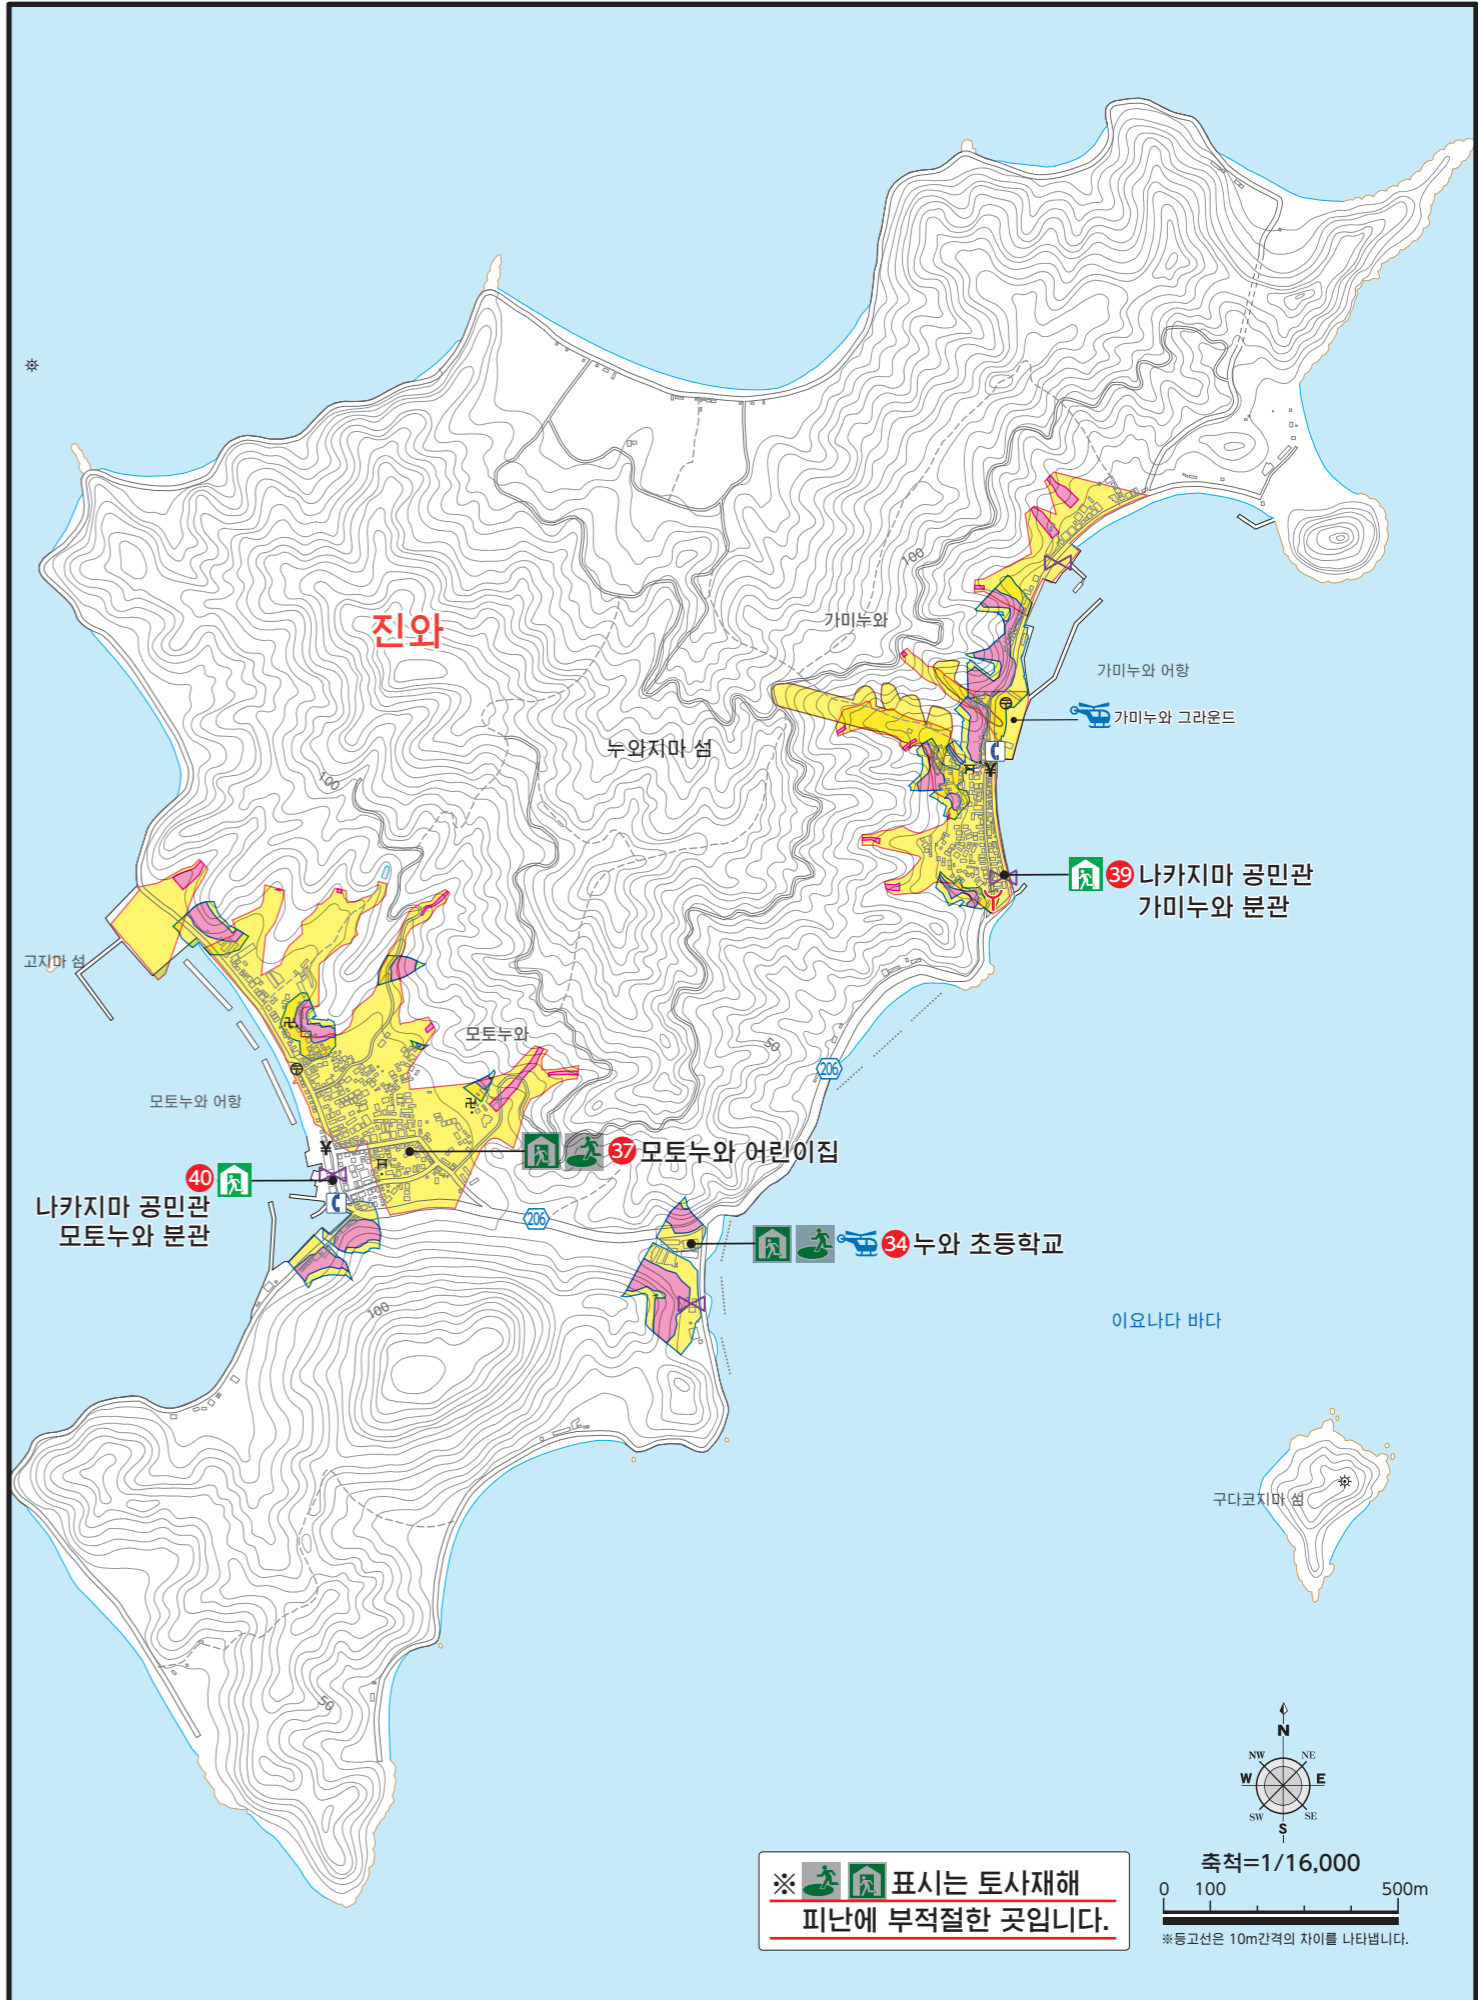 100
가미누와
진와
가미누와 어항
가미누와 그라운드
누와지마 섬
100
¥
39 나카지마 공민관
가미누와 분관
고지마 섬
모토누와
50
206
모토누와 어항
¥
37 모토누와 어린이집
40
나카지마 공민관
모토누와 분관
206
34 누와 초등학교
100
이요나다 바다
구다코지마 섬
50
N
NW NE
W E
SW SE
S
축척=1/16,000
0 100 500m
※등고선은 10m간격의 차이를 나타냅니다.
※ 표시는 토사재해
피난에 부적절한 곳입니다.